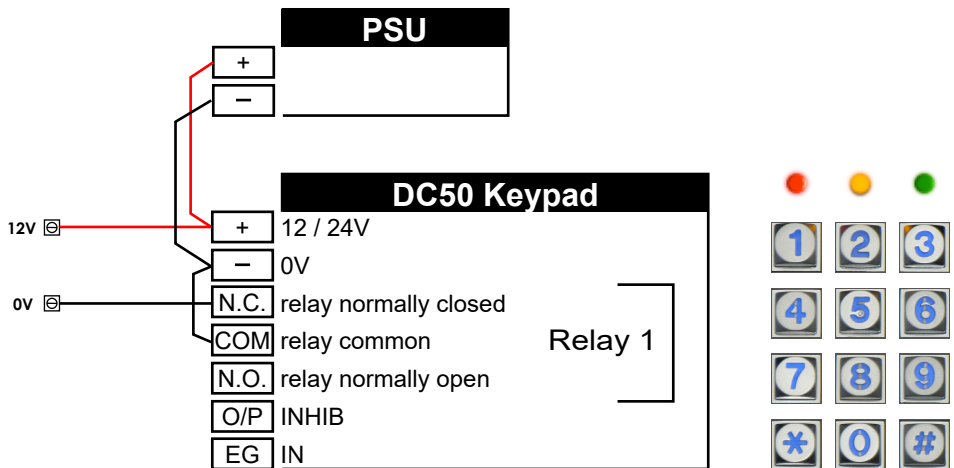 PSU
+
−
DC50 Keypad
12V
+ 12 / 24V
− 0V
0V
N.C. relay normally closed
COM relay common
Relay 1
N.O. relay normally open
O/P INHIB
EG IN
1 2 3
4 5 6
7 8 9
* 0 #